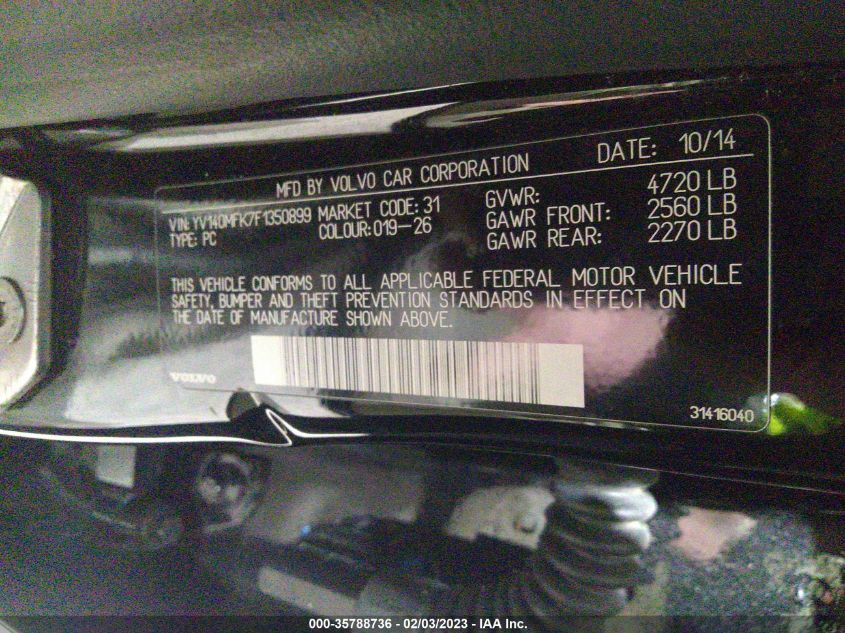 MFD BY VOLVO CAR CORPORATION DATE: 10/14
VIN: YV140MFK7F1350899 MARKET CODE: 31 GVWR: 4720 LB
TYPE: PC COLOUR: 019-26 GAWR FRONT: 2560 LB
GAWR REAR: 2270 LB
THIS VEHICLE CONFORMS TO ALL APPLICABLE FEDERAL MOTOR VEHICLE
SAFETY, BUMPER AND THEFT PREVENTION STANDARDS IN EFFECT ON
THE DATE OF MANUFACTURE SHOWN ABOVE.
VOLVO
31416040
000-35788736 - 02/03/2023 - IAA Inc.